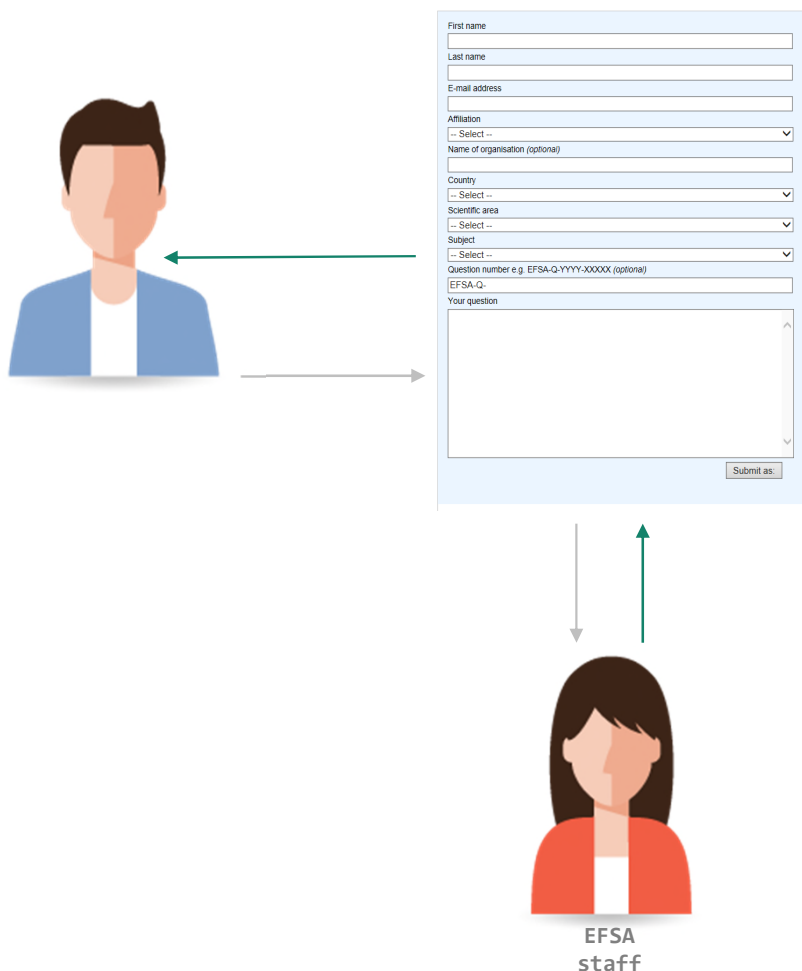 First name
Last name
E-mail address
Affiliation
-- Select --
Name of organisation (optional)
Country
-- Select --
Scientific area
-- Select --
Subject
-- Select --
Question number e.g. EFSA-Q-YYYY-XXXXX (optional)
EFSA-Q-
Your question
Submit as:
EFSA
staff